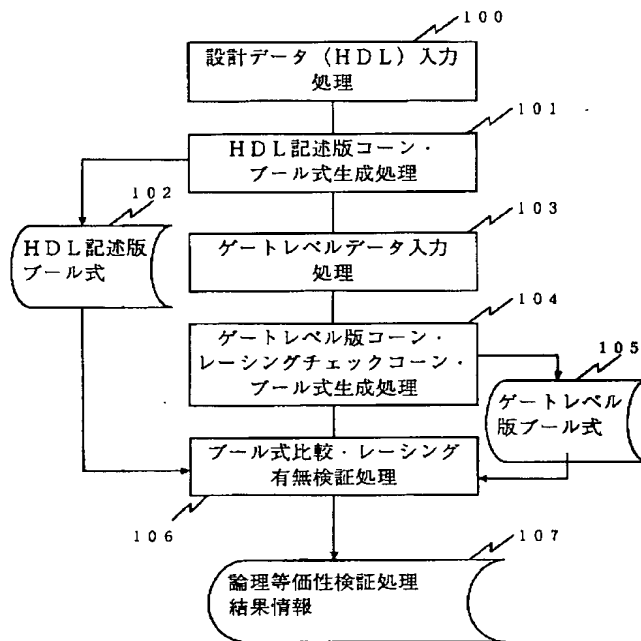 100
設計データ（HDL）入力
処理
101
HDL記述版コーン・
ブール式生成処理
102
HDL記述版
ブール式
103
ゲートレベルデータ入力
処理
104
ゲートレベル版コーン・
レーシングチェックコーン・
ブール式生成処理
105
ゲートレベル
版ブール式
ブール式比較・レーシング
有無検証処理
106
107
論理等価性検証処理
結果情報